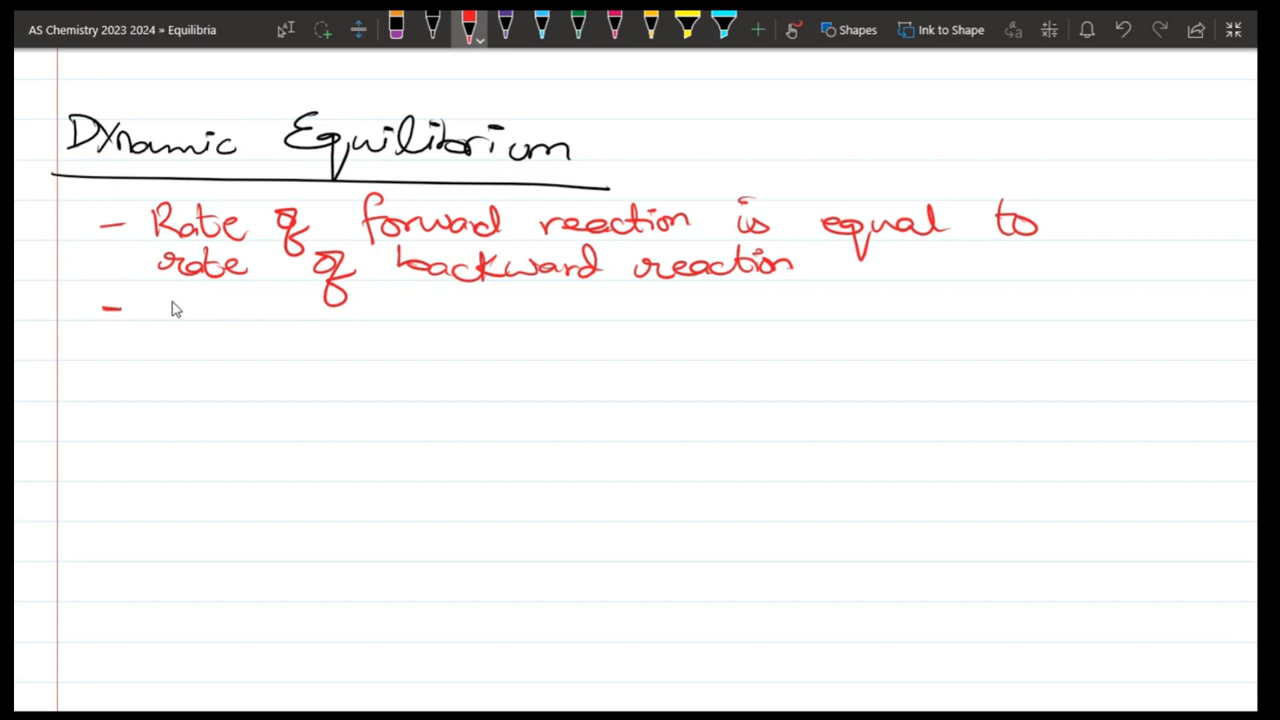 AS Chemistry 2023 2024 » Equilibria
Shapes
Ink to Shape
Dynamic Equilibrium
- Rate of forward reaction is equal to
rate of backward reaction
-